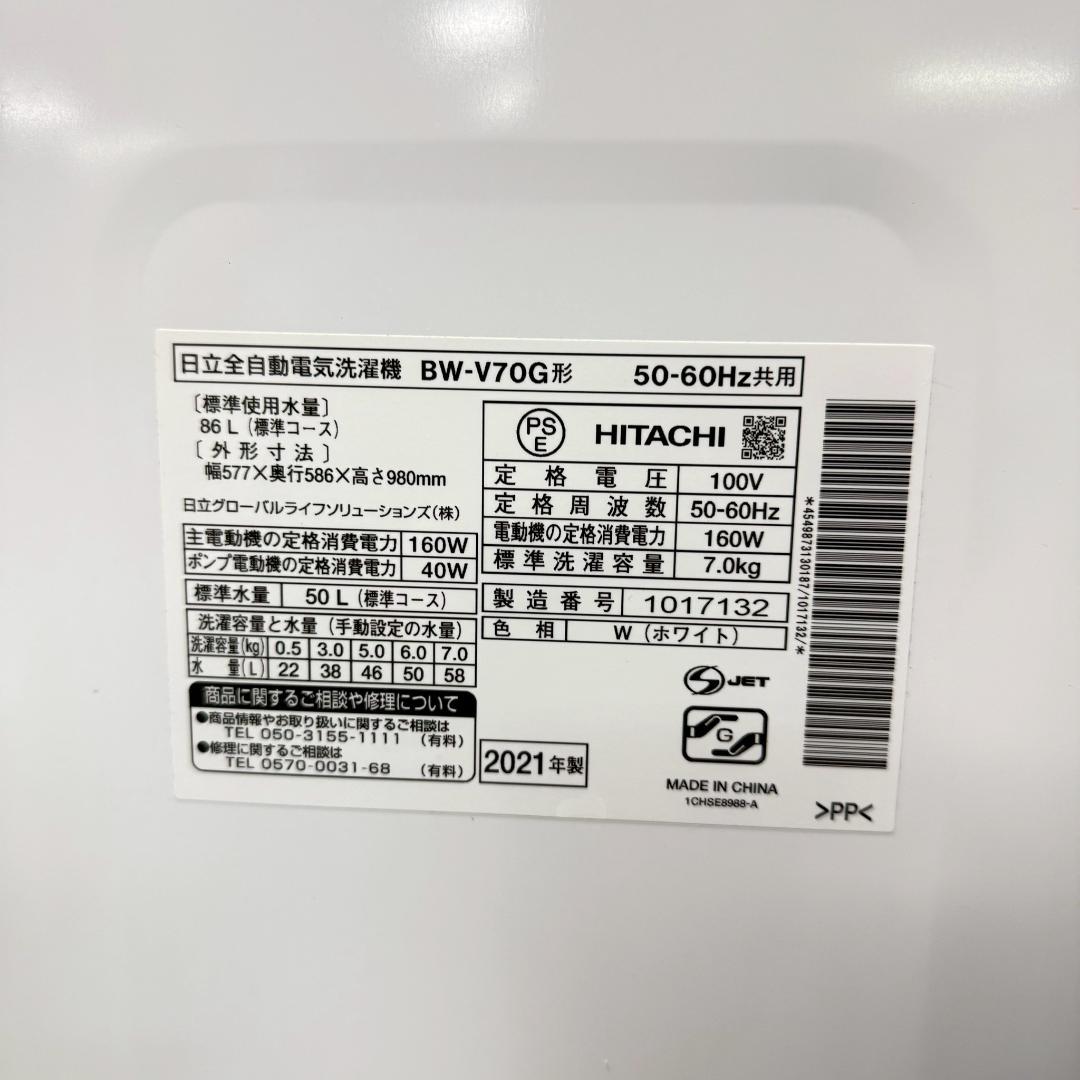 日立全自動電気洗濯機 BW-V70G形 50-60Hz共用
〔標準使用水量〕
86 L (標準コース)
〔 外 形 寸 法 〕
幅577×奥行586×高さ980mm
日立グローバルライフソリューションズ(株)
主電動機の定格消費電力 160W
ポンプ電動機の定格消費電力 40W
標準水量 50 L (標準コース)
洗濯容量と水量 (手動設定の水量)
洗濯容量(kg) 0.5 3.0 5.0 6.0 7.0
水 量(L) 22 38 46 50 58
商品に関するご相談や修理について
●商品情報やお取り扱いに関するご相談は
TEL 050-3155-1111 (有料)
●修理に関するご相談は
TEL 0570-0031-68 (有料)
PS
E
HITACHI
定格電圧 100V
定格周波数 50-60Hz
電動機の定格消費電力 160W
標準洗濯容量 7.0kg
製造番号 1017132
色相 W (ホワイト)
S JET
G
2021年製
MADE IN CHINA
1CHSE8988-A
*4549873130187/1017132/*
>PP<